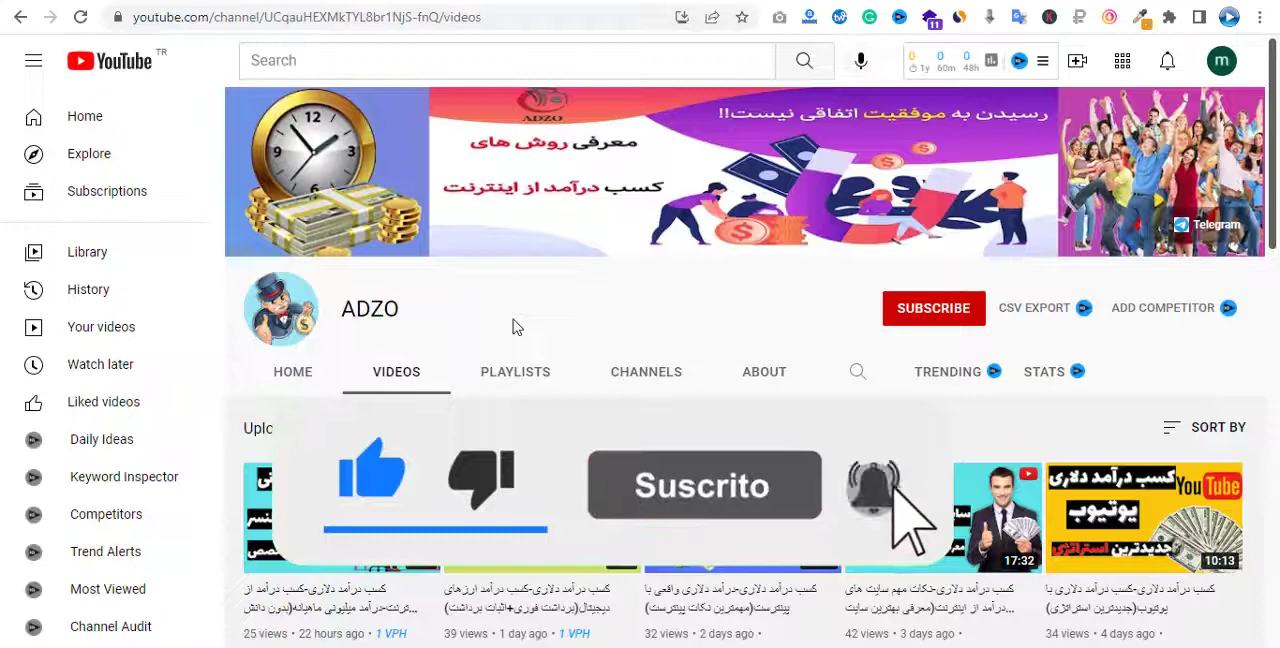 youtube.com/channel/UCqauHEXMkTYL8br1NjS-fnQ/videos
11
YouTube TR
Search
0 0 0
1y 60m 48h
m
Home
Explore
Subscriptions
Library
History
Your videos
Watch later
Liked videos
Daily Ideas
Keyword Inspector
Competitors
Trend Alerts
Most Viewed
Channel Audit
12
3
6
9
ADZO
معرفی روش های
کسب درآمد از اینترنت
رسیدن به موفقیت اتفاقی نیست!!
Telegram
ADZO
SUBSCRIBE
CSV EXPORT
ADD COMPETITOR
HOME
VIDEOS
PLAYLISTS
CHANNELS
ABOUT
TRENDING
STATS
SORT BY
Suscrito
17:32
کسب درآمد دلاری
YouTube
یوتیوب
جدیدترین استراتژی
10:13
کسب درآمد دلاری-کسب درآمد از
...ترنت-درآمد میلیونی ماهیانه(بدون دانش
25 views • 22 hours ago • 1 VPH
کسب درآمد دلاری-کسب درآمد ارزهای
دیجیتال(برداشت فوری+اثبات برداشت)
39 views • 1 day ago • 1 VPH
کسب درآمد دلاری-درآمد دلاری واقعی با
پینترست(مهمترین نکات پینترست)
32 views • 2 days ago •
کسب درآمد دلاری-نکات مهم سایت های
...درآمد از اینترنت(معرفی بهترین سایت
42 views • 3 days ago •
کسب درآمد دلاری-کسب درآمد دلاری با
یوتیوب(جدیدترین استراتژی)
34 views • 4 days ago •